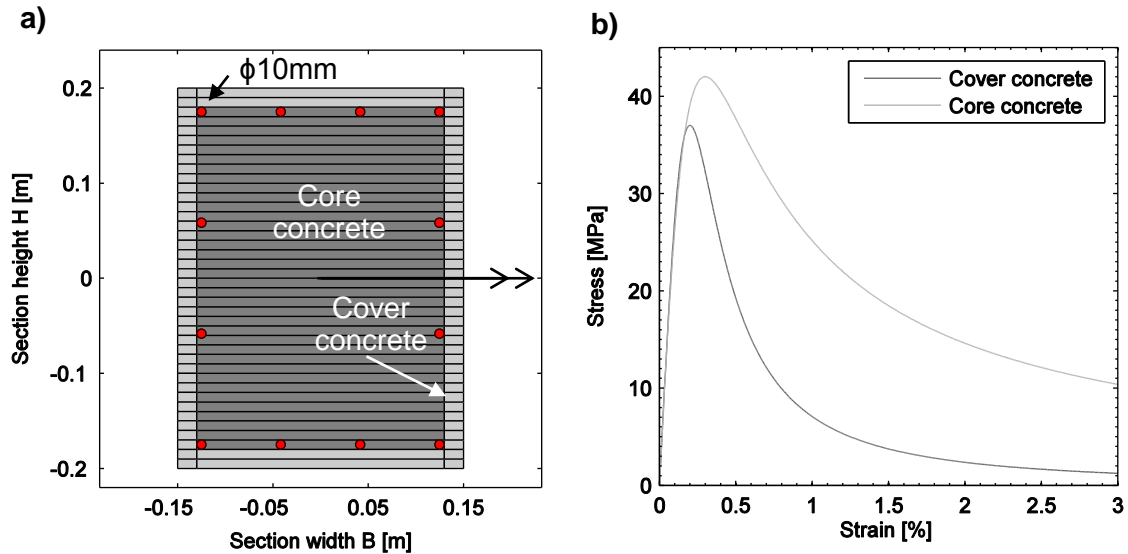 a)
ϕ10mm
0.2
0.1
0
-0.1
-0.2
Section height H [m]
Core
concrete
Cover
concrete
-0.15
-0.05
0.05
0.15
Section width B [m]
b)
Cover concrete
Core concrete
40
30
20
10
0
Stress [MPa]
0
0.5
1
1.5
2
2.5
3
Strain [%]